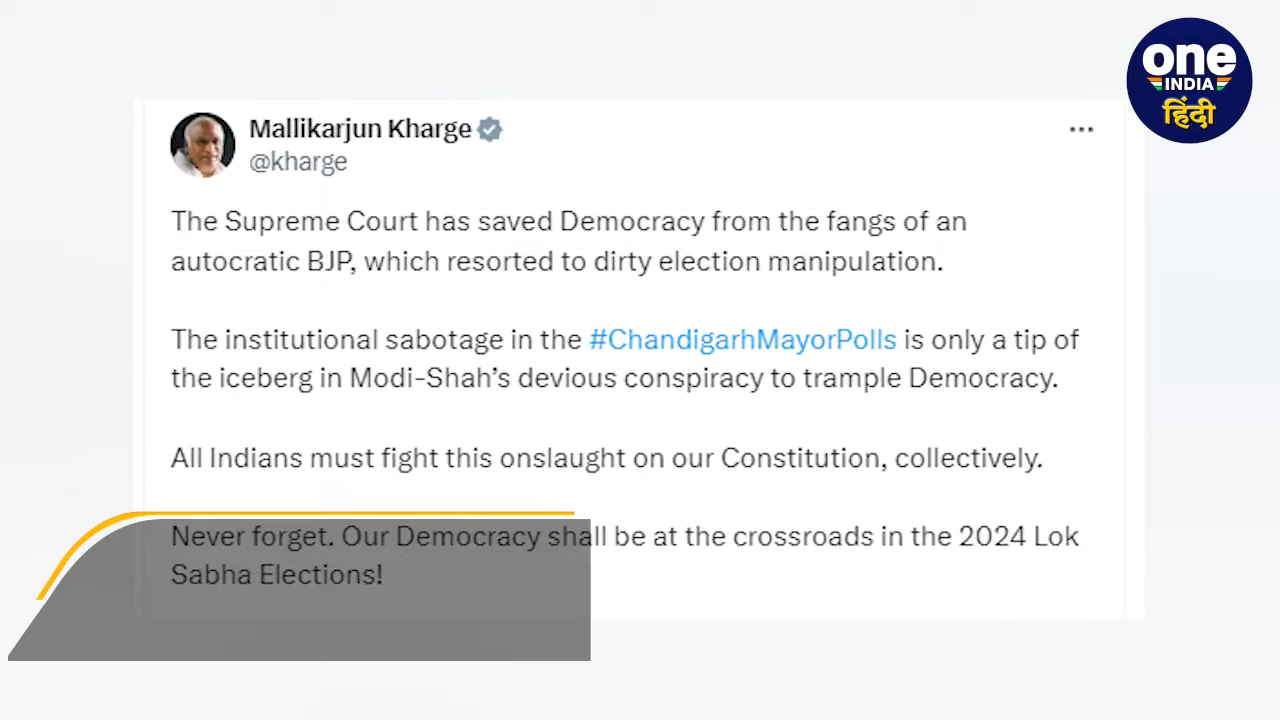 one
INDIA
हिंदी
Mallikarjun Kharge
@kharge
The Supreme Court has saved Democracy from the fangs of an
autocratic BJP, which resorted to dirty election manipulation.
The institutional sabotage in the #ChandigarhMayorPolls is only a tip of
the iceberg in Modi-Shah’s devious conspiracy to trample Democracy.
All Indians must fight this onslaught on our Constitution, collectively.
Never forget. Our Democracy shall be at the crossroads in the 2024 Lok
Sabha Elections!